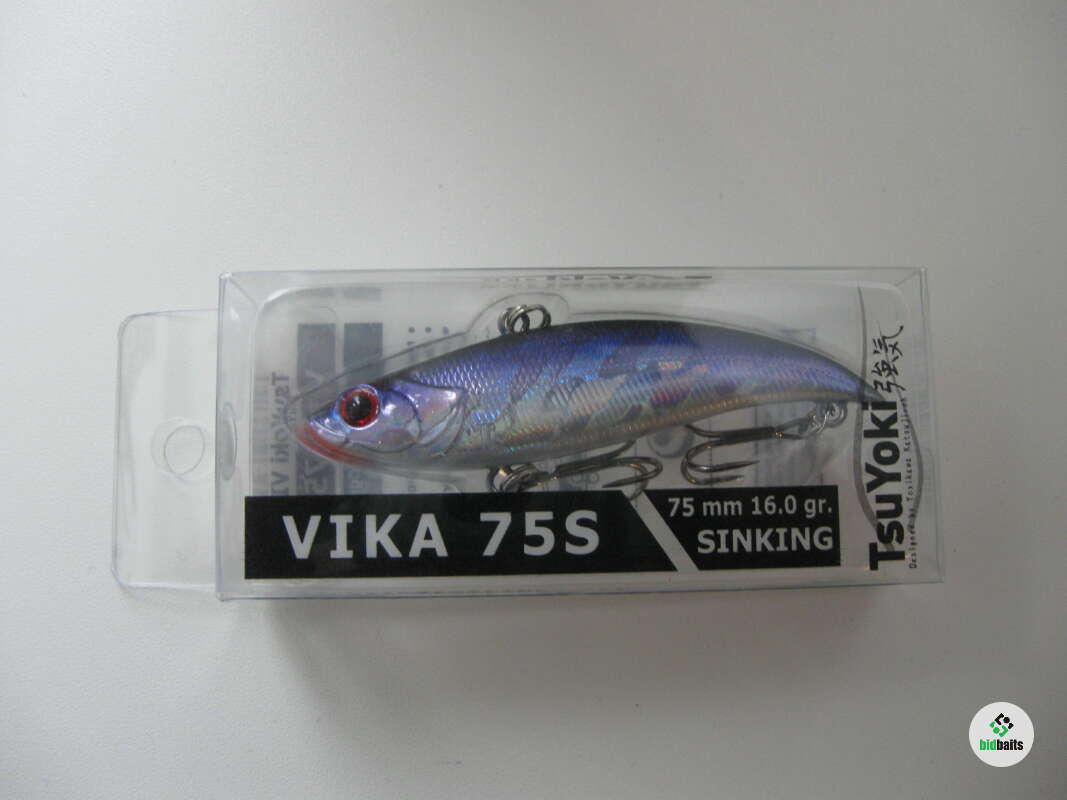 VIKA 75S
75 mm 16.0 gr.
SINKING
TsuYoki 強気
bidbaits